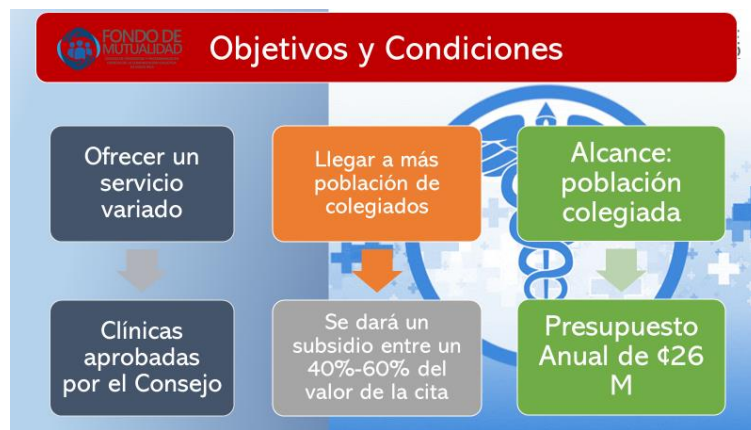 FONDO DE
MUTUALIDAD
Objetivos y Condiciones
Ofrecer un
servicio
variado
Llegar a más
población de
colegiados
Alcance:
población
colegiada
Clínicas
aprobadas
por el Consejo
Se dará un
subsidio entre un
40%-60% del
valor de la cita
Presupuesto
Anual de ¢26
M